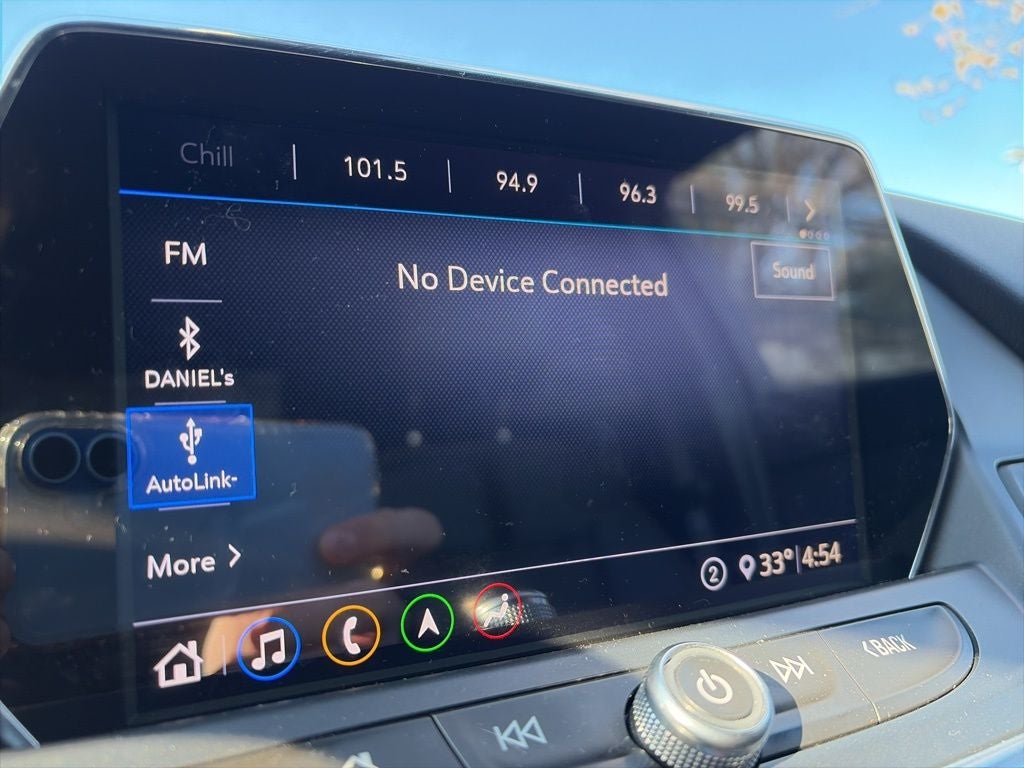 Chill 101.5 94.9 96.3 99.5
FM
No Device Connected
Sound
DANIEL's
AutoLink-
More
2 33° 4:54
BACK